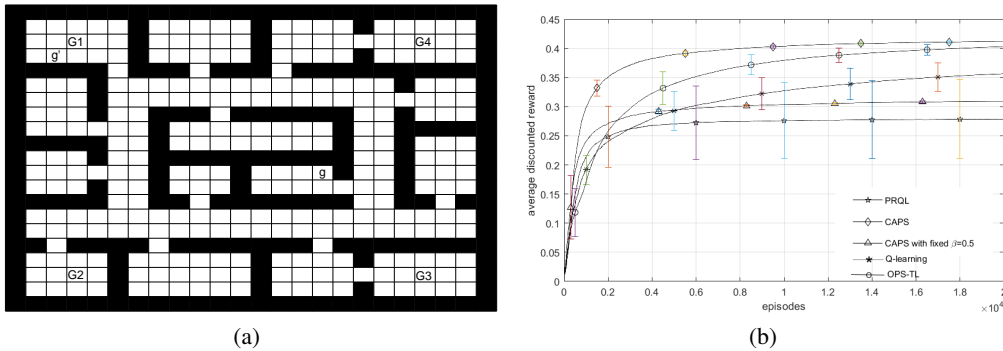 G1
G4
g'
g
G2
G3
(a)
0.45
0.4
0.35
0.3
0.25
0.2
0.15
0.1
0.05
0
average discounted reward
0 0.2 0.4 0.6 0.8 1 1.2 1.4 1.6 1.8 2
×10⁴
episodes
PRQL
CAPS
CAPS with fixed β=0.5
Q-learning
OPS-TL
(b)